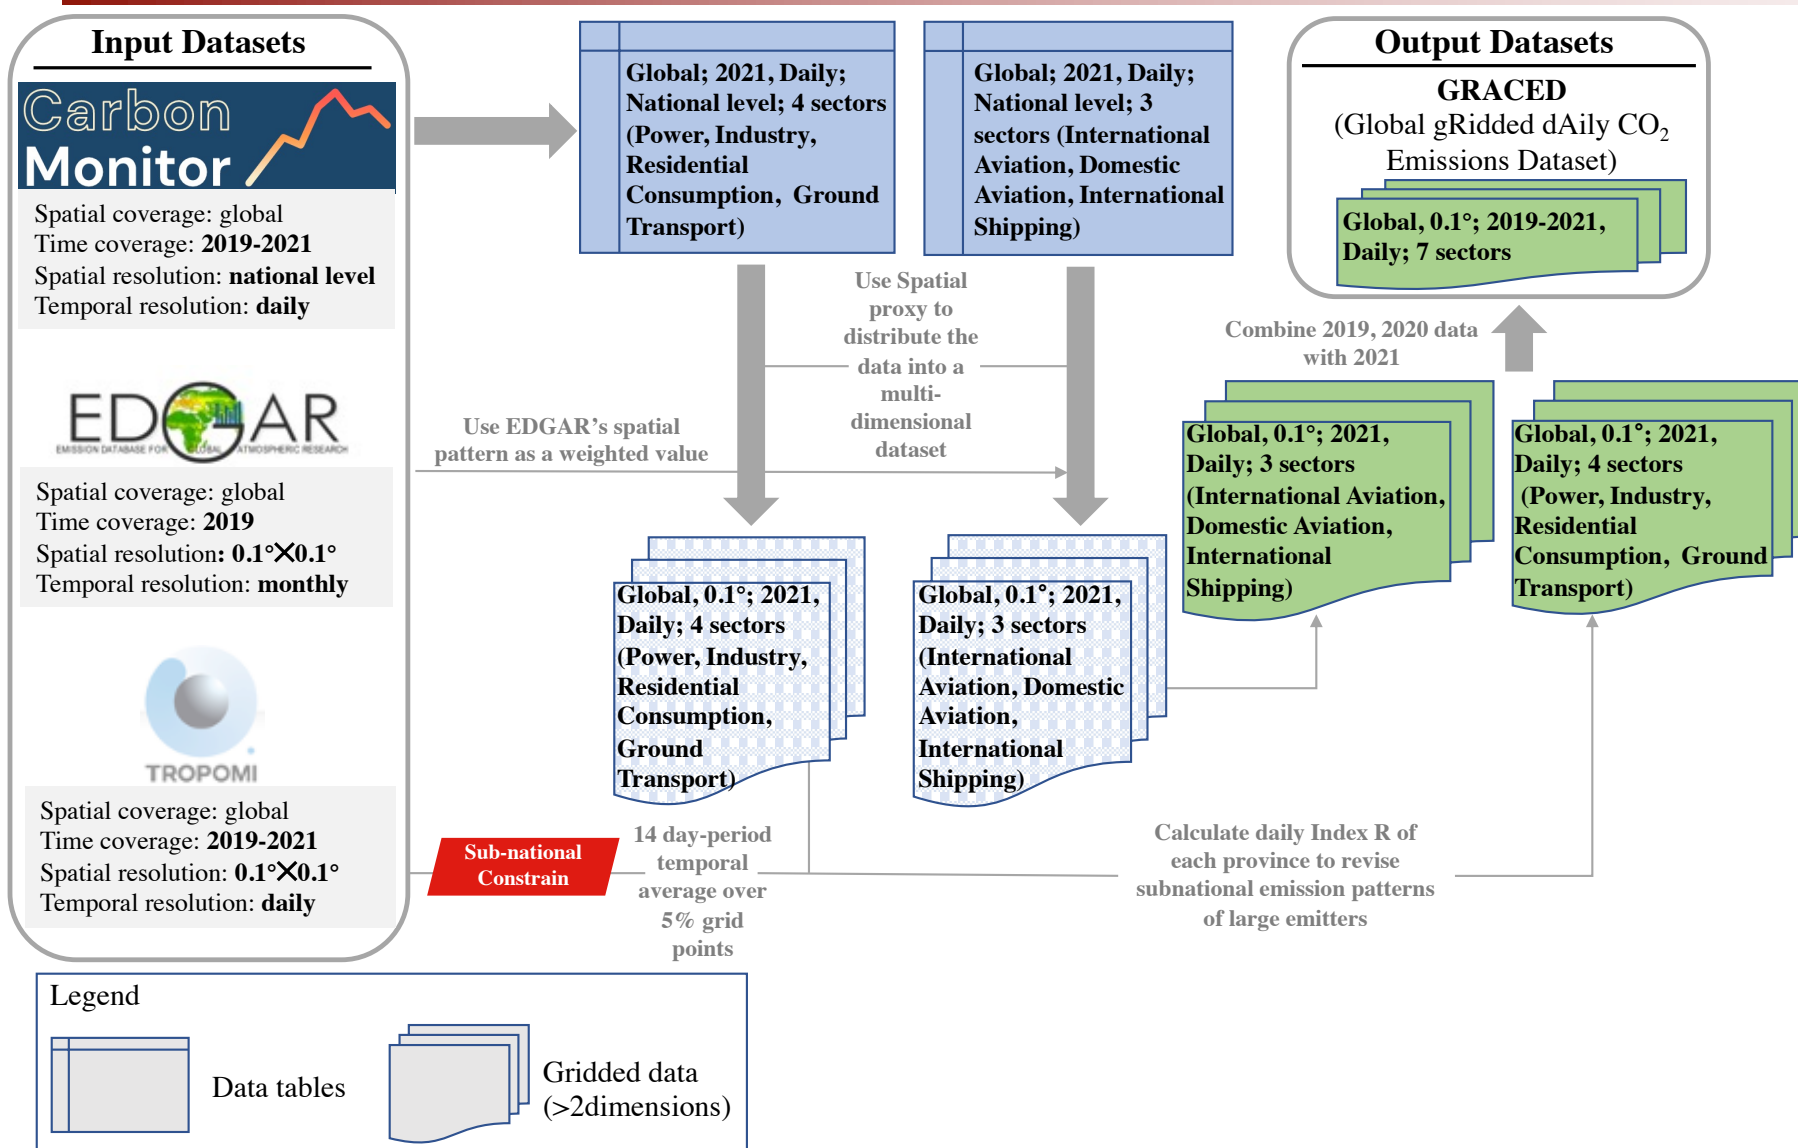 Input Datasets
Carbon
Monitor
Spatial coverage: global
Time coverage: 2019-2021
Spatial resolution: national level
Temporal resolution: daily
EDGAR
EMISSION DATABASE FOR GLOBAL ATMOSPHERIC RESEARCH
Spatial coverage: global
Time coverage: 2019
Spatial resolution: 0.1°✕0.1°
Temporal resolution: monthly
TROPOMI
Spatial coverage: global
Time coverage: 2019-2021
Spatial resolution: 0.1°✕0.1°
Temporal resolution: daily
Global; 2021, Daily;
National level; 4 sectors
(Power, Industry,
Residential
Consumption, Ground
Transport)
Global; 2021, Daily;
National level; 3
sectors (International
Aviation, Domestic
Aviation, International
Shipping)
Output Datasets
GRACED
(Global gRidded dAily CO₂
Emissions Dataset)
Global, 0.1°; 2019-2021,
Daily; 7 sectors
Use Spatial
proxy to
distribute the
data into a
multi-
dimensional
dataset
Combine 2019, 2020 data
with 2021
Use EDGAR's spatial
pattern as a weighted value
Global, 0.1°; 2021,
Daily; 3 sectors
(International Aviation,
Domestic Aviation,
International
Shipping)
Global, 0.1°; 2021,
Daily; 4 sectors
(Power, Industry,
Residential
Consumption, Ground
Transport)
Global, 0.1°; 2021,
Daily; 4 sectors
(Power, Industry,
Residential
Consumption,
Ground
Transport)
Global, 0.1°; 2021,
Daily; 3 sectors
(International
Aviation, Domestic
Aviation,
International
Shipping)
Sub-national
Constrain
14 day-period
temporal
average over
5% grid
points
Calculate daily Index R of
each province to revise
subnational emission patterns
of large emitters
Legend
Data tables
Gridded data
(>2dimensions)